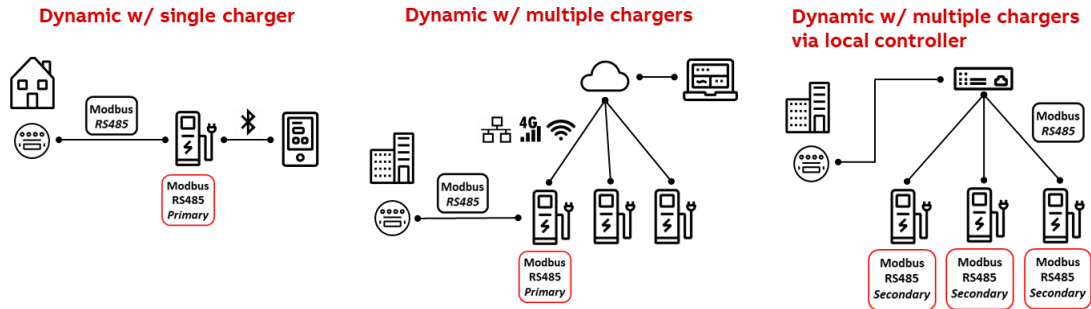 Dynamic w/ single charger
Modbus
RS485
Modbus
RS485
Primary
Dynamic w/ multiple chargers
4G
Modbus
RS485
Modbus
RS485
Primary
Dynamic w/ multiple chargers
via local controller
Modbus
RS485
Modbus
RS485
Secondary
Modbus
RS485
Secondary
Modbus
RS485
Secondary